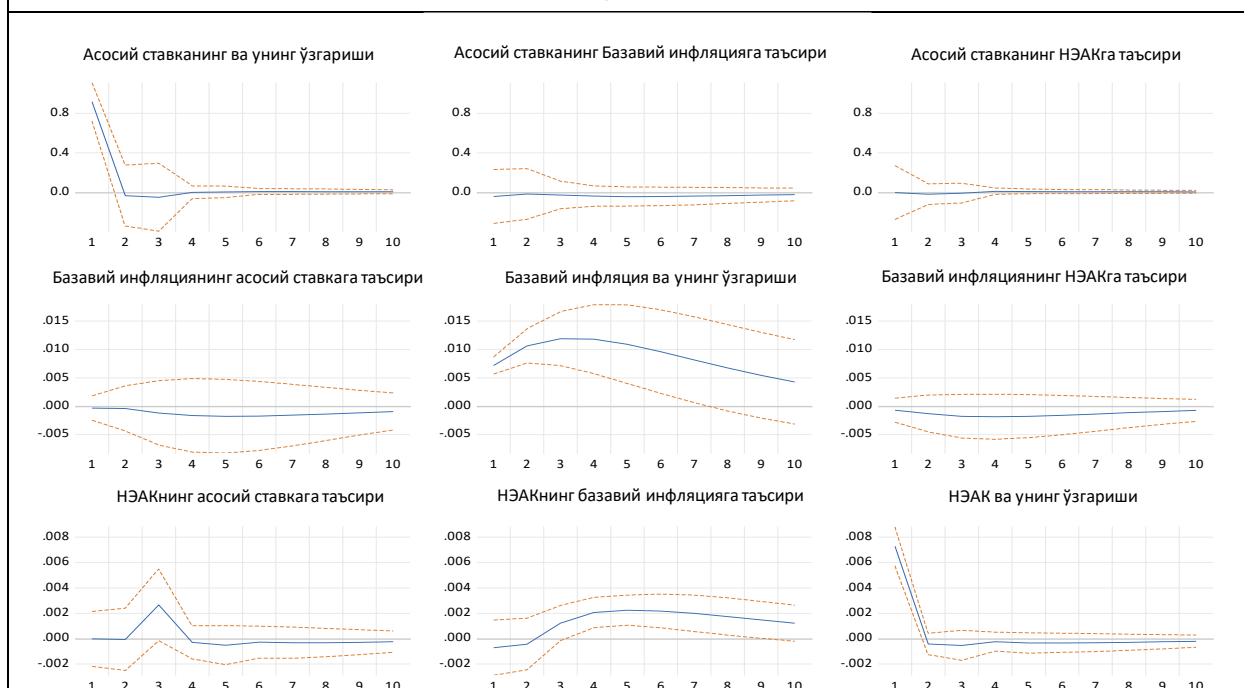 Асосий ставканинг ва унинг ўзгариши
Асосий ставканинг Базавий инфляцияга таъсири
Асосий ставканинг НЭАКга таъсири
0.8
0.4
0.0
1 2 3 4 5 6 7 8 9 10
0.8
0.4
0.0
1 2 3 4 5 6 7 8 9 10
0.8
0.4
0.0
1 2 3 4 5 6 7 8 9 10
Базавий инфляциянинг асосий ставкага таъсири
Базавий инфляция ва унинг ўзгариши
Базавий инфляциянинг НЭАКга таъсири
.015
.010
.005
.000
-.005
1 2 3 4 5 6 7 8 9 10
.015
.010
.005
.000
-.005
1 2 3 4 5 6 7 8 9 10
.015
.010
.005
.000
-.005
1 2 3 4 5 6 7 8 9 10
НЭАКнинг асосий ставкага таъсири
НЭАКнинг базавий инфляцияга таъсири
НЭАК ва унинг ўзгариши
.008
.006
.004
.002
.000
-.002
1 2 3 4 5 6 7 8 9 10
.008
.006
.004
.002
.000
-.002
1 2 3 4 5 6 7 8 9 10
.008
.006
.004
.002
.000
-.002
1 2 3 4 5 6 7 8 9 10